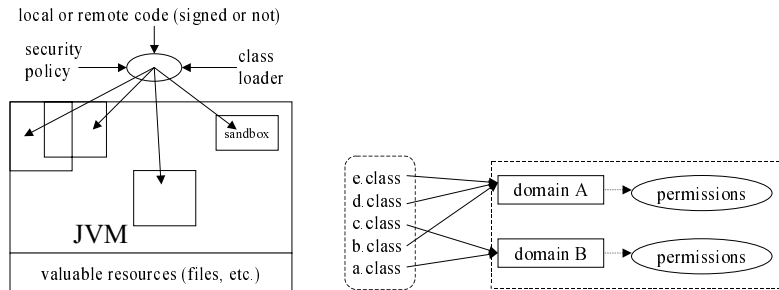 local or remote code (signed or not)
security
policy
class
loader
sandbox
JVM
valuable resources (files, etc.)
e.class
d.class
c.class
b.class
a.class
domain A
permissions
domain B
permissions